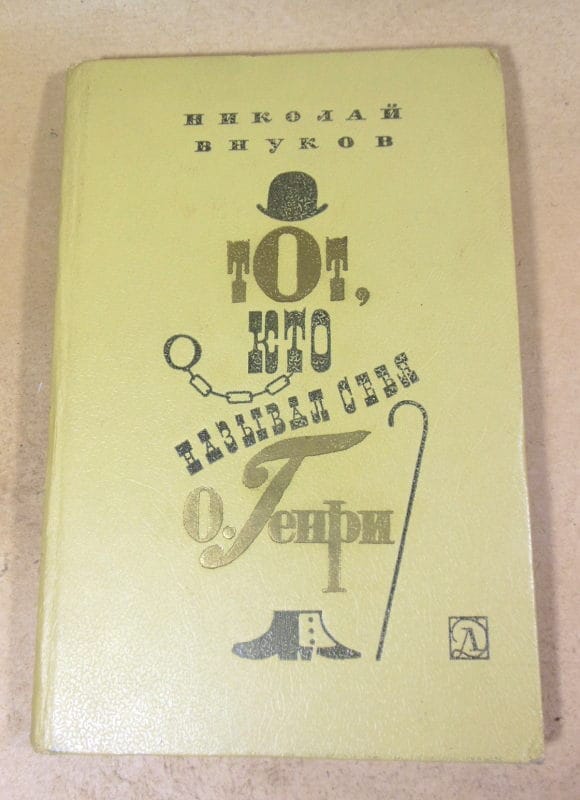 НИКОЛАЙ
ВНУКОВ
ТОТ,
КТО
НАЗЫВАЛ СЕБЯ
О. Генри
Д